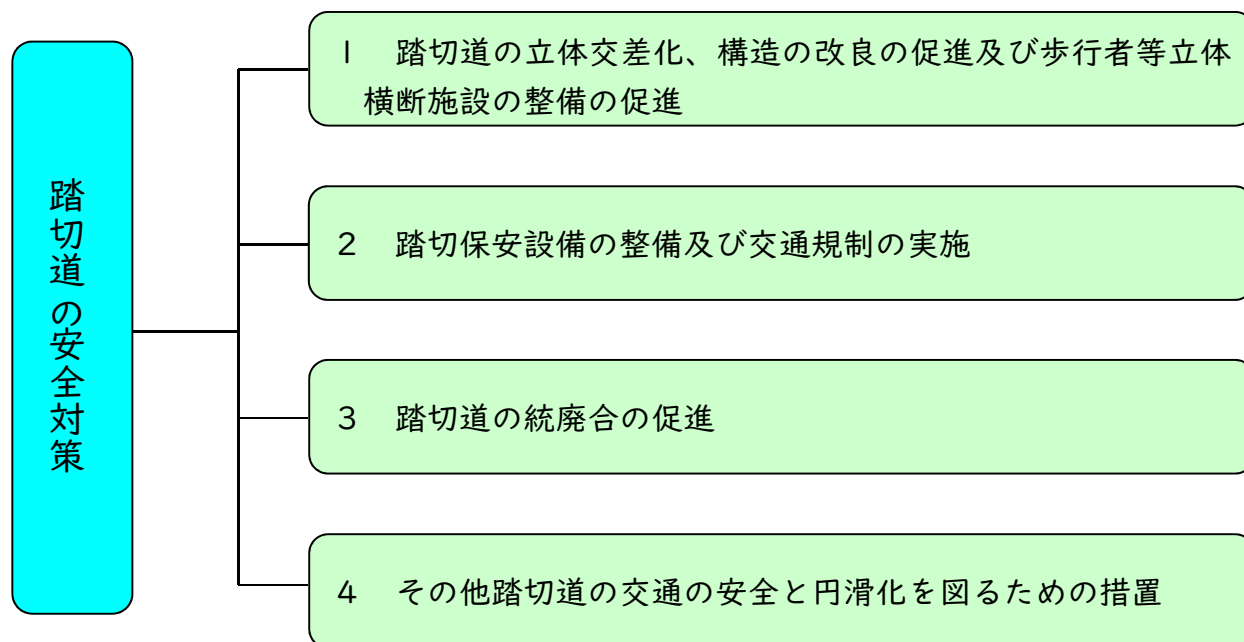 踏切道の安全対策
1　踏切道の立体交差化、構造の改良の促進及び歩行者等立体
横断施設の整備の促進
2　踏切保安設備の整備及び交通規制の実施
3　踏切道の統廃合の促進
4　その他踏切道の交通の安全と円滑化を図るための措置